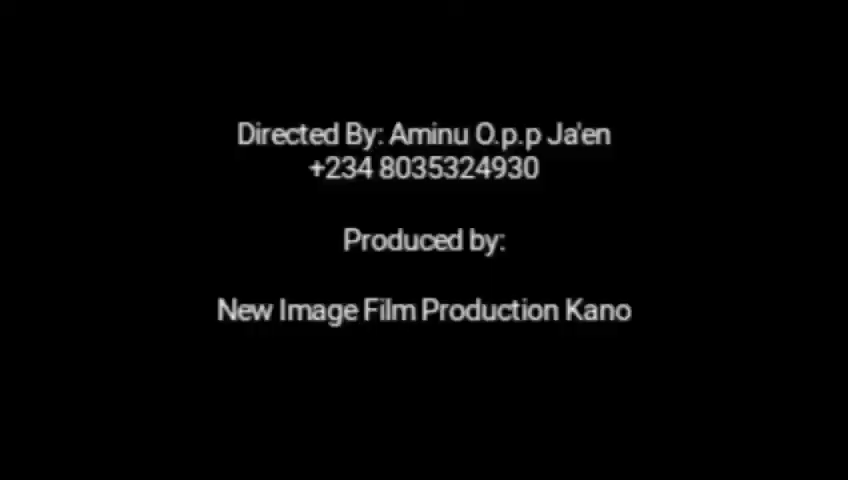 Directed By: Aminu O.p.p Ja'en
+234 8035324930
Produced by:
New Image Film Production Kano